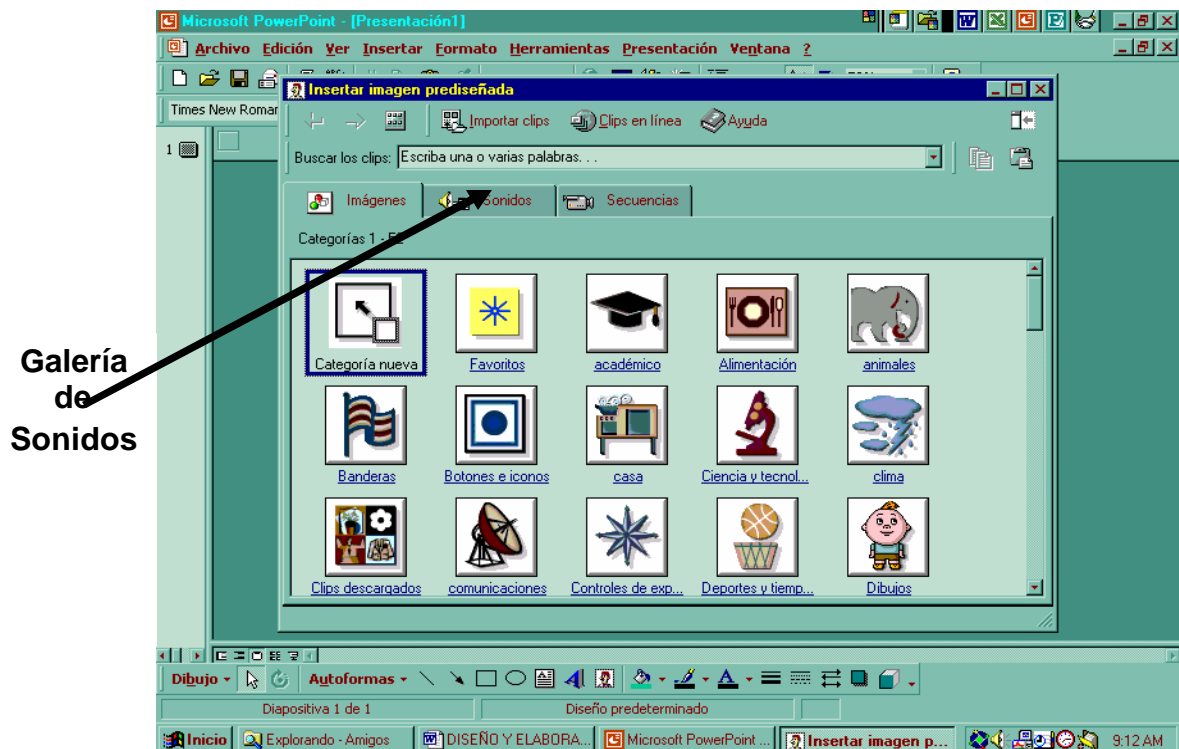 Microsoft PowerPoint - [Presentación1]
Archivo Edición Ver Insertar Formato Herramientas Presentación Ventana ?
Times New Roman
Insertar imagen prediseñada
Importar clips Clips en línea Ayuda
Buscar los clips: Escriba una o varias palabras. . .
1
Imágenes Sonidos Secuencias
Categorías 1 -
Categoría nueva Favoritos académico Alimentación animales
Banderas Botones e iconos casa Ciencia y tecnol... clima
Clips descargados comunicaciones Controles de exp... Deportes y tiemp... Dibujos
Galería
de
Sonidos
Dibujo Autoformas
Diapositiva 1 de 1 Diseño predeterminado
Inicio Explorando - Amigos DISEÑO Y ELABORA... Microsoft PowerPoint ... Insertar imagen p... 9:12 AM